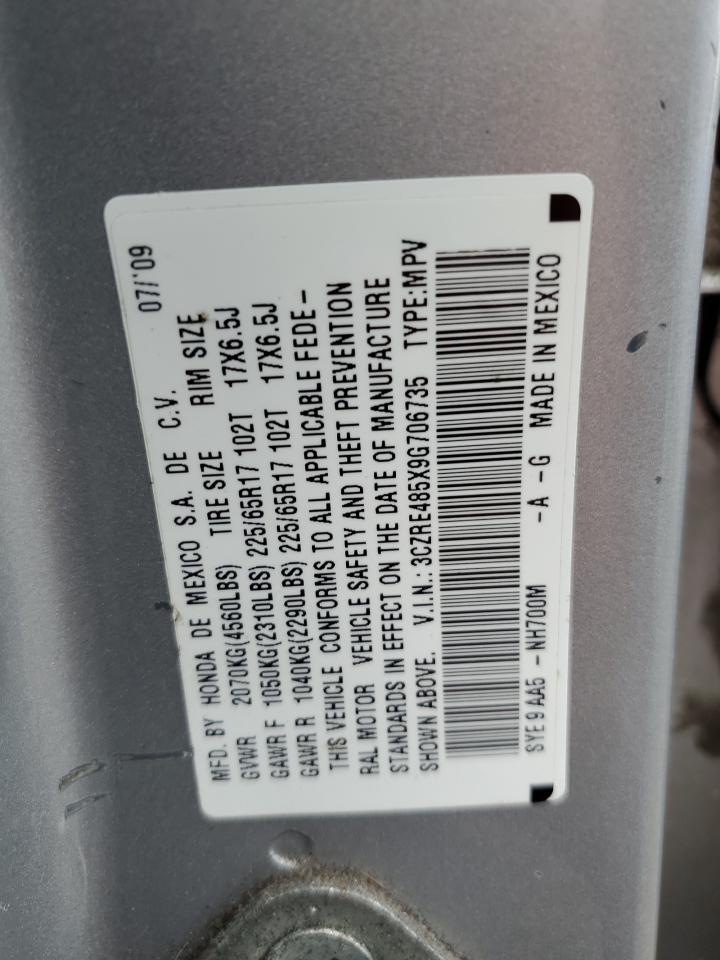 MFD. BY HONDA DE MEXICO S.A. DE C.V. 07/'09
GVWR 2070KG(4560LBS) TIRE SIZE RIM SIZE
GAWR F 1050KG(2310LBS) 225/65R17 102T 17X6.5J
GAWR R 1040KG(2290LBS) 225/65R17 102T 17X6.5J
THIS VEHICLE CONFORMS TO ALL APPLICABLE FEDE-
RAL MOTOR VEHICLE SAFETY AND THEFT PREVENTION
STANDARDS IN EFFECT ON THE DATE OF MANUFACTURE
SHOWN ABOVE. V.I.N.:3CZRE485X9G706735 TYPE:MPV
SYE9AA5 -NH700M -A -G MADE IN MEXICO